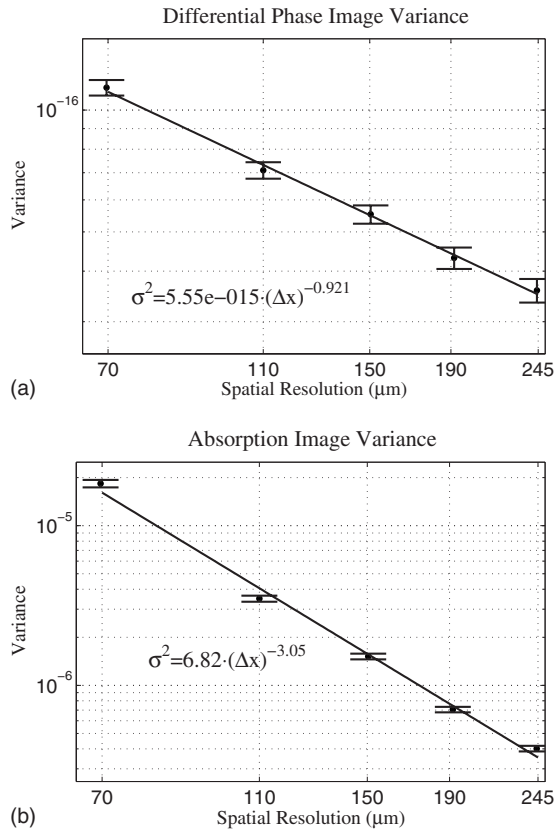 Differential Phase Image Variance
10⁻¹⁶
Variance
σ²=5.55e−015·(Δx)⁻⁰·⁹²¹
70 110 150 190 245
Spatial Resolution (μm)
(a)
Absorption Image Variance
10⁻⁵
10⁻⁶
Variance
σ²=6.82·(Δx)⁻³·⁰⁵
70 110 150 190 245
Spatial Resolution (μm)
(b)